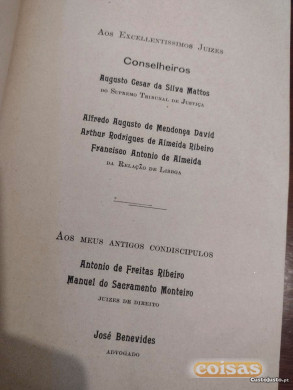 Aos Excellentissimos Juizes
Conselheiros
Augusto Cesar da Silva Mattos
do Supremo Tribunal de Justiça
Alfredo Augusto de Mendonça David
Arthur Rodrigues de Almeida Ribeiro
Francisco Antonio de Almeida
da Relação de Lisboa
Aos meus antigos condiscipulos
Antonio de Freitas Ribeiro
Manuel do Sacramento Monteiro
juizes de direito
José Benevides
advogado
coisas
CustoJusto.pt